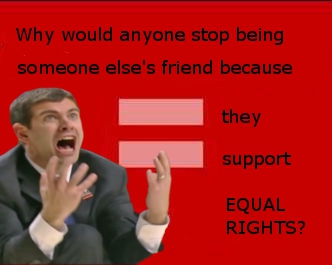 Why would anyone stop being
someone else's friend because
they
support
EQUAL
RIGHTS?